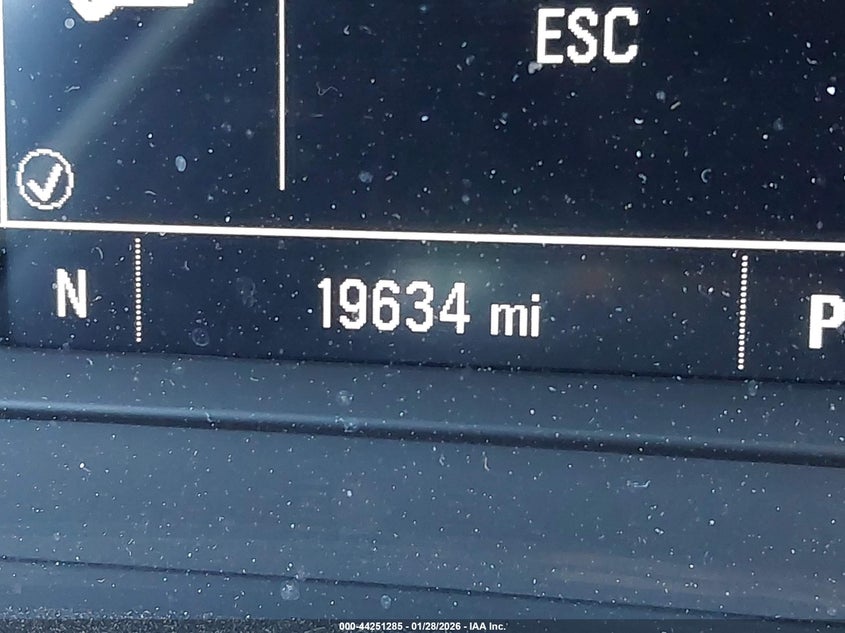 ESC
N 19634 mi P
000-44251285 - 01/28/2026 - IAA Inc.